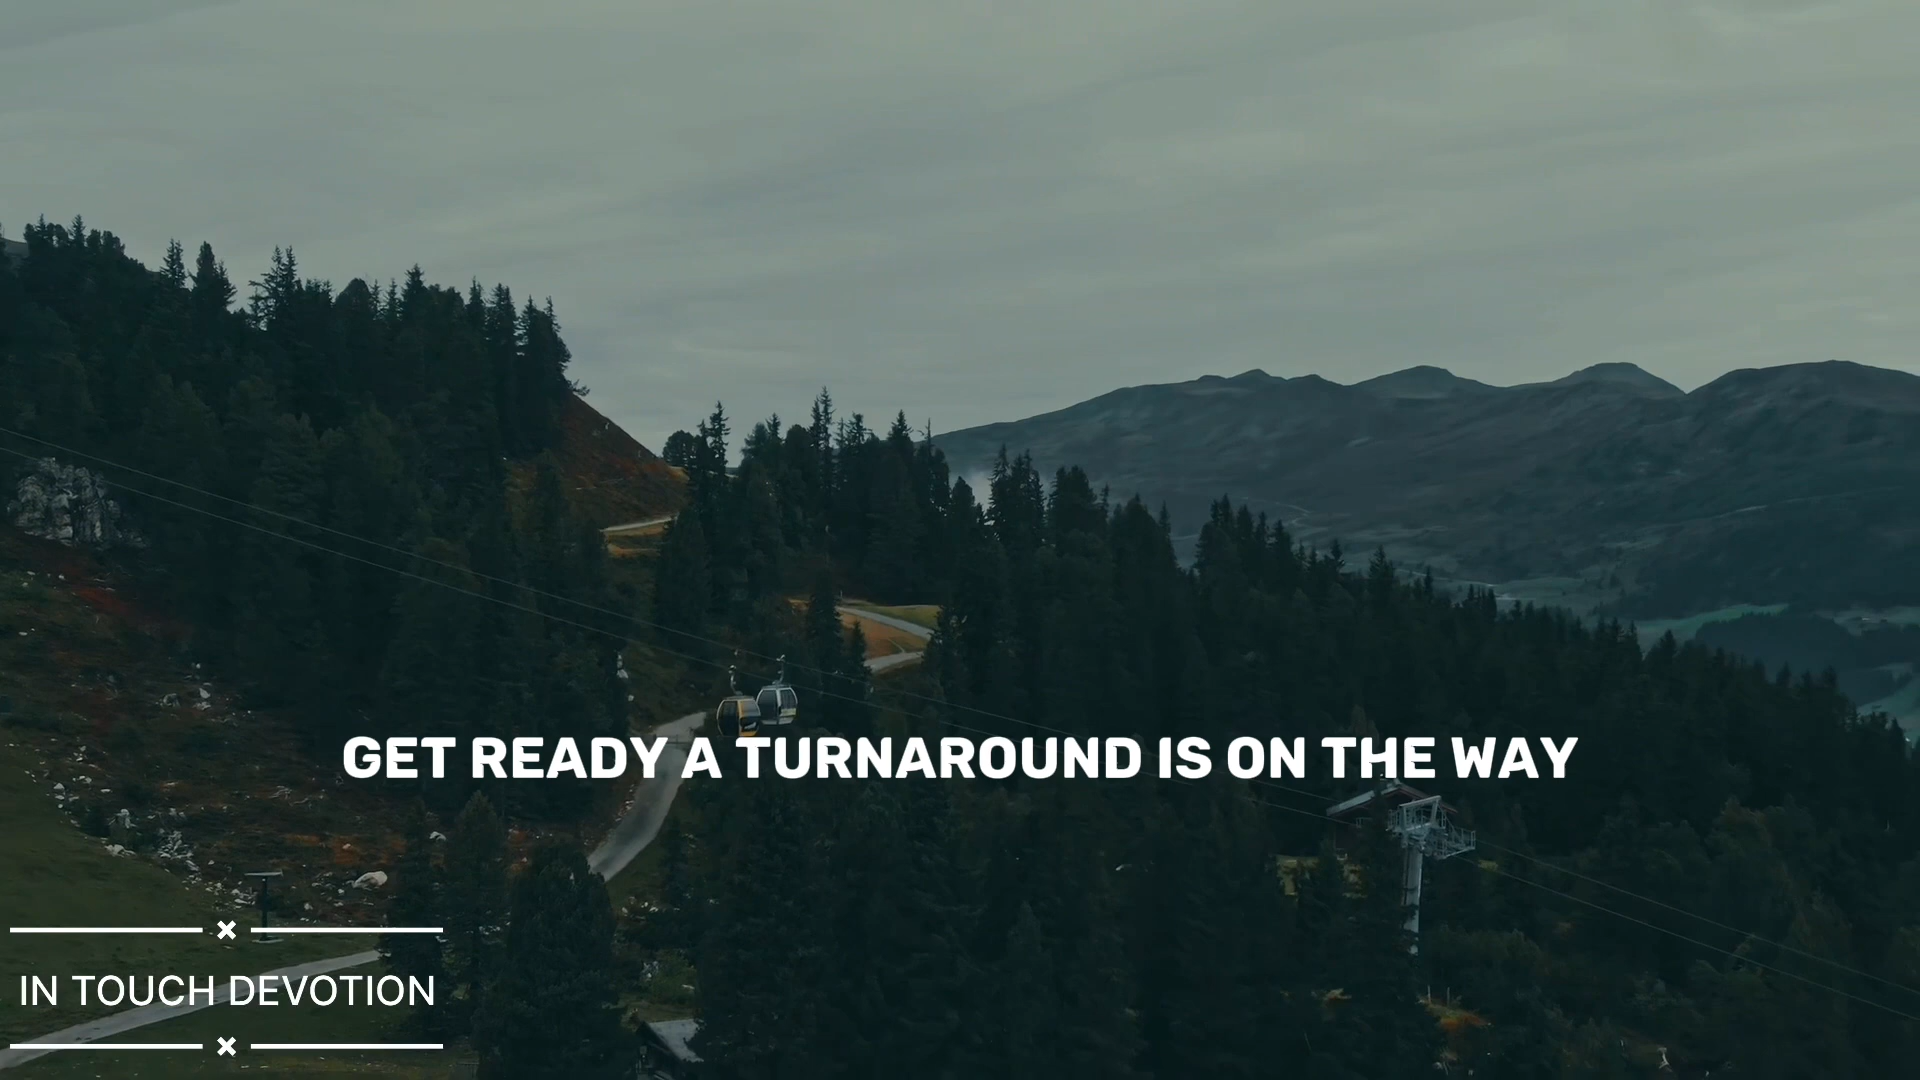 GET READY A TURNAROUND IS ON THE WAY
IN TOUCH DEVOTION